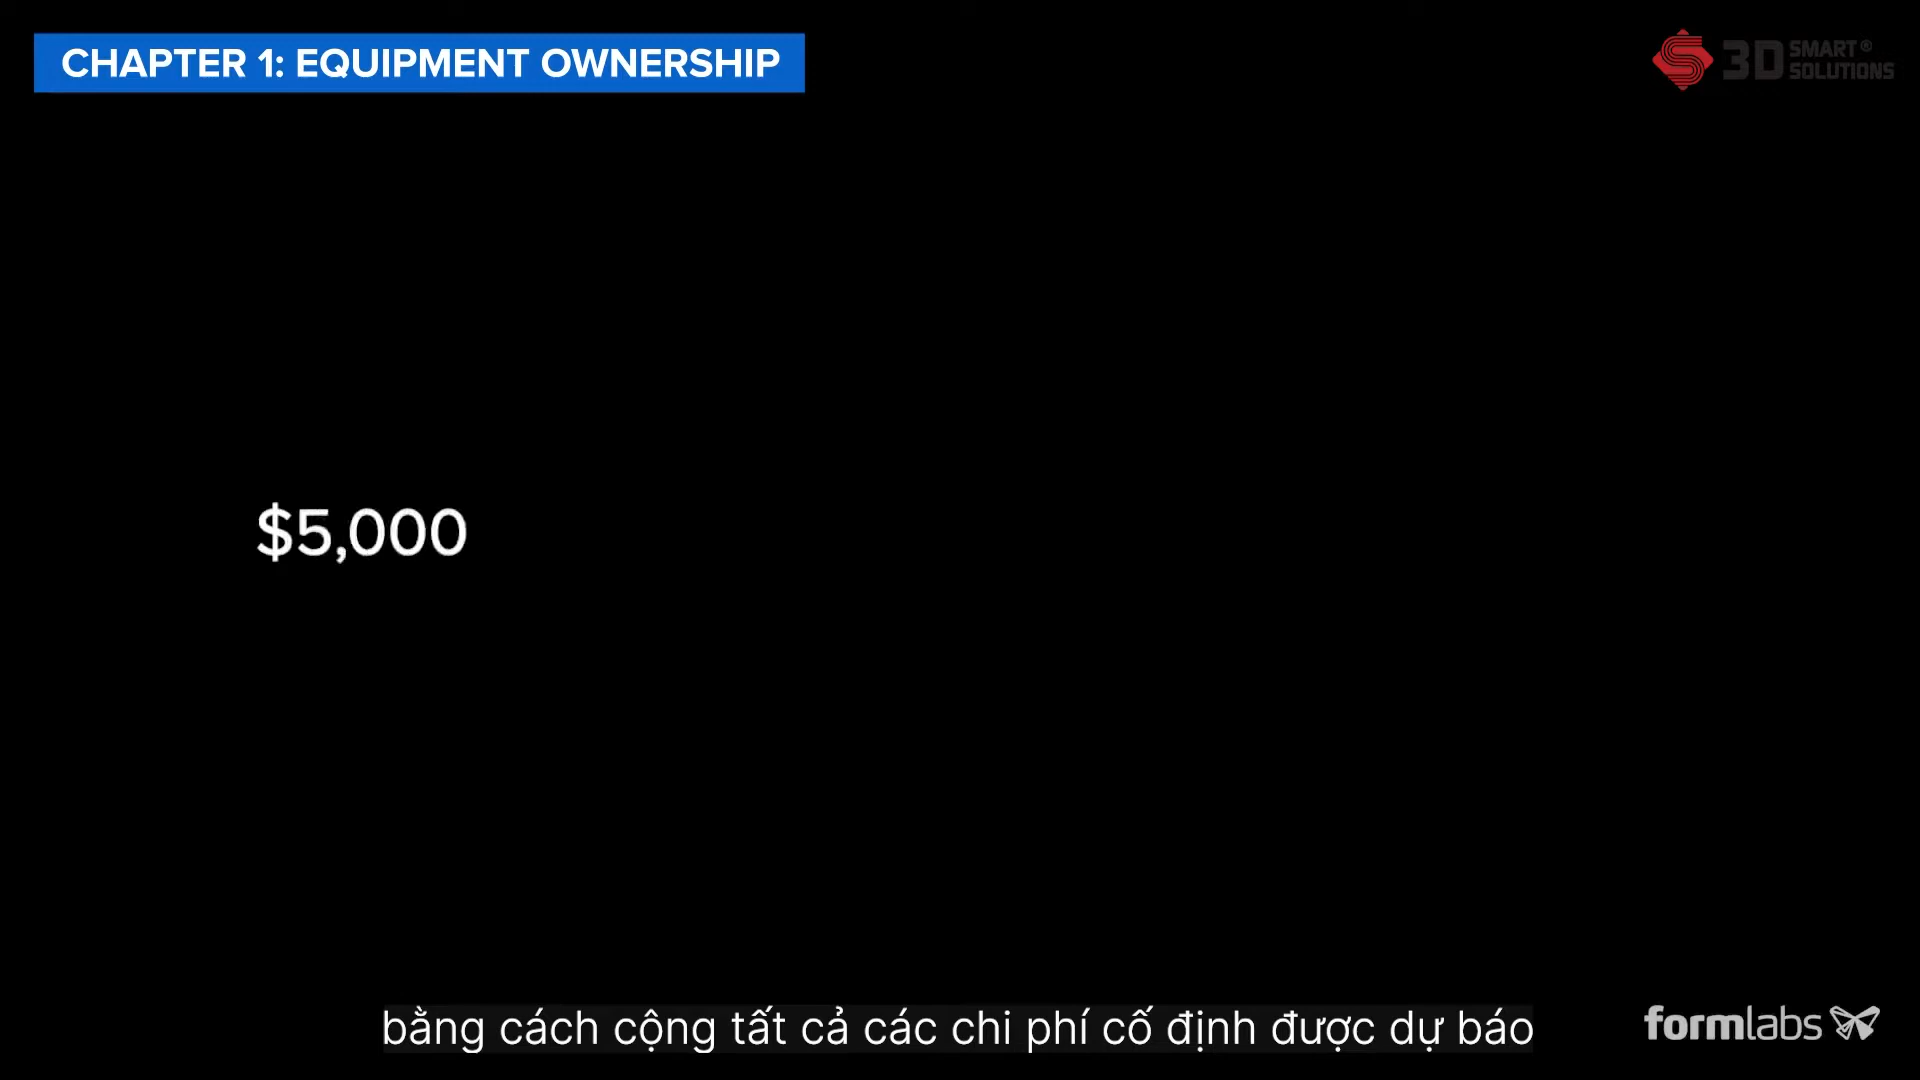 CHAPTER 1: EQUIPMENT OWNERSHIP
3D SMART® SOLUTIONS
$5,000
bằng cách cộng tất cả các chi phí cố định được dự báo
formlabs